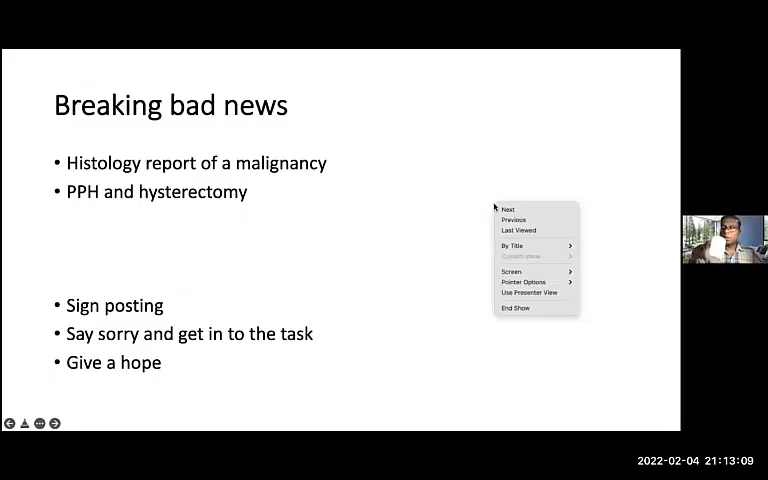 Breaking bad news
• Histology report of a malignancy
• PPH and hysterectomy
• Sign posting
• Say sorry and get in to the task
• Give a hope
Next
Previous
Last Viewed
By Title
Custom show
Screen
Pointer Options
Use Presenter View
End Show
2022-02-04 21:13:09